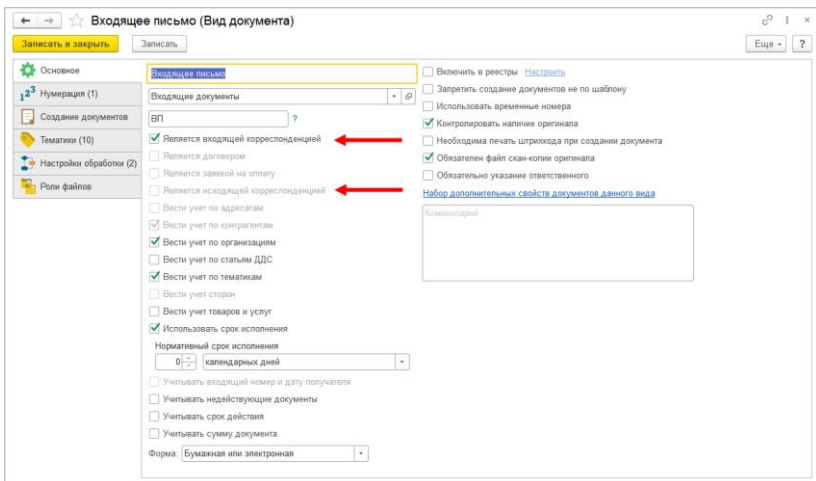 Входящее письмо (Вид документа)
Записать и закрыть
Записать
Еще
?
Основное
Нумерация (1)
Создание документов
Тематики (10)
Настройки обработки (2)
Роли файлов
Входящее письмо
Входящие документы
ВП
?
Является входящей корреспонденцией
Является договором
Является заявкой на оплату
Является исходящей корреспонденцией
Вести учет по адресатам
Вести учет по контрагентам
Вести учет по организациям
Вести учет по статьям ДДС
Вести учет по тематикам
Вести учет сторон
Вести учет товаров и услуг
Использовать срок исполнения
Нормативный срок исполнения
0
календарных дней
Учитывать входящий номер и дату получателя
Учитывать недействующие документы
Учитывать срок действия
Учитывать сумму документа
Форма: Бумажная или электронная
Включить в реестры Настроить
Запретить создание документов не по шаблону
Использовать временные номера
Контролировать наличие оригинала
Необходима печать штрихкода при создании документа
Обязателен файл скан-копии оригинала
Обязательно указание ответственного
Набор дополнительных свойств документов данного вида
Комментарий